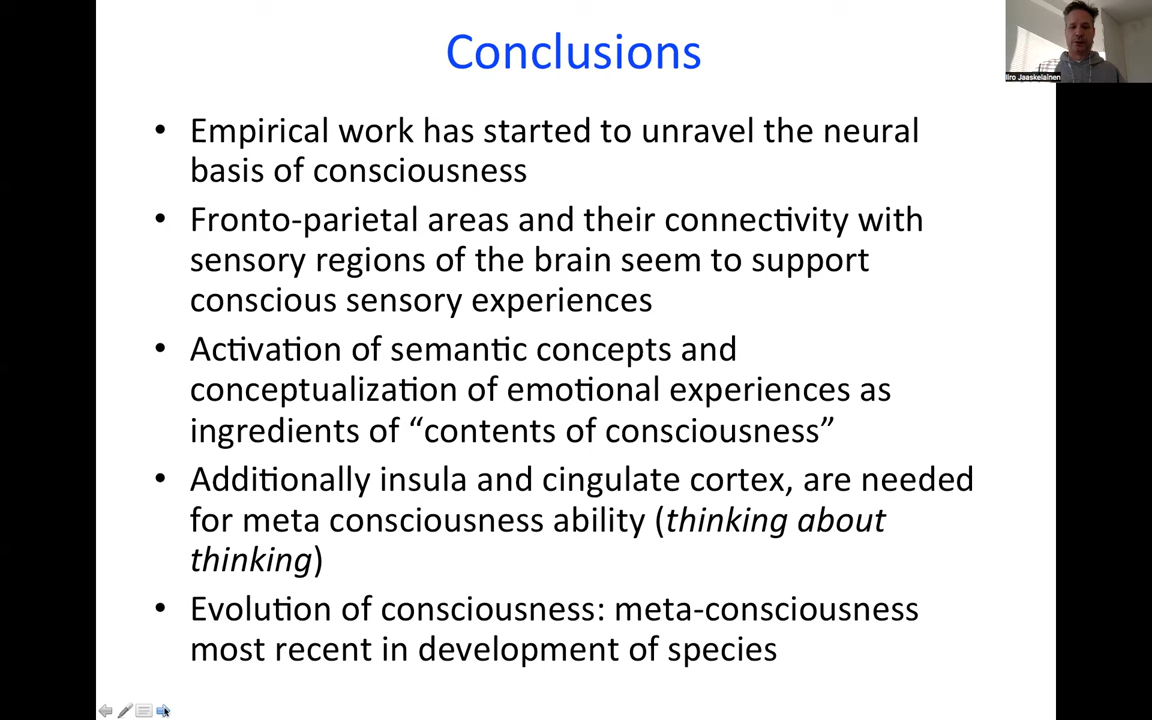 Conclusions
Iiro Jaaskelainen
• Empirical work has started to unravel the neural
basis of consciousness
• Fronto-parietal areas and their connectivity with
sensory regions of the brain seem to support
conscious sensory experiences
• Activation of semantic concepts and
conceptualization of emotional experiences as
ingredients of “contents of consciousness”
• Additionally insula and cingulate cortex, are needed
for meta consciousness ability (thinking about
thinking)
• Evolution of consciousness: meta-consciousness
most recent in development of species